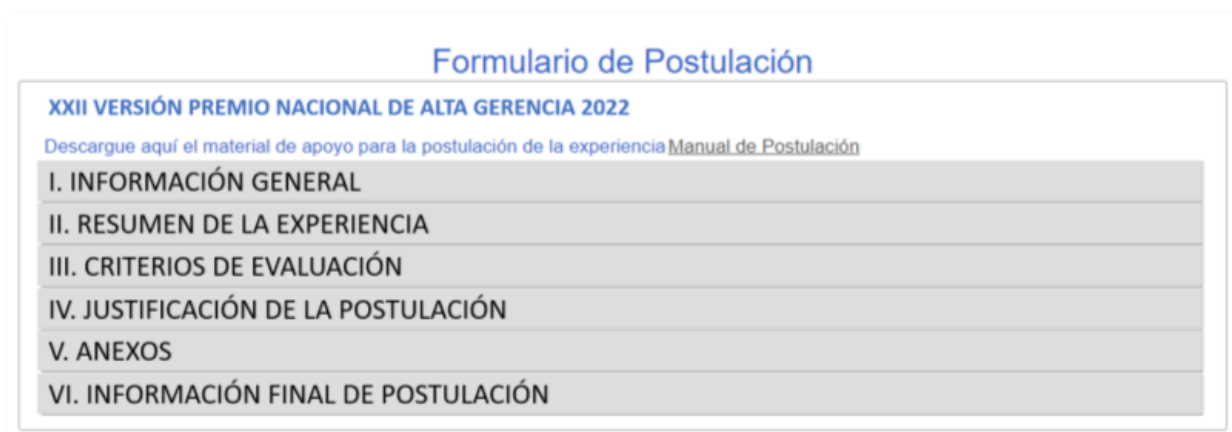 Formulario de Postulación
XXII VERSIÓN PREMIO NACIONAL DE ALTA GERENCIA 2022
Descargue aquí el material de apoyo para la postulación de la experiencia Manual de Postulación
I. INFORMACIÓN GENERAL
II. RESUMEN DE LA EXPERIENCIA
III. CRITERIOS DE EVALUACIÓN
IV. JUSTIFICACIÓN DE LA POSTULACIÓN
V. ANEXOS
VI. INFORMACIÓN FINAL DE POSTULACIÓN